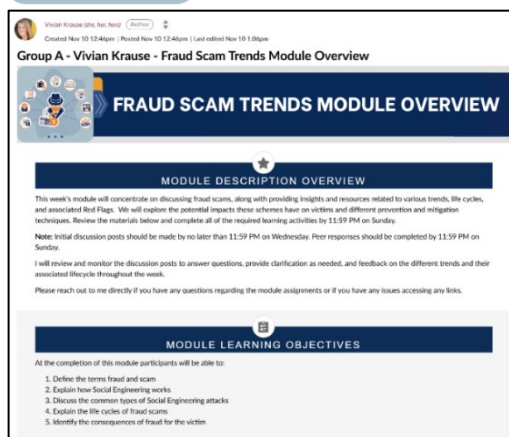 Vivian Krause (she, her, hers) Author
Created Nov 10 12:46pm | Posted Nov 10 12:46pm | Last edited Nov 10 1:06pm
Group A - Vivian Krause - Fraud Scam Trends Module Overview
FRAUD SCAM TRENDS MODULE OVERVIEW
MODULE DESCRIPTION OVERVIEW
This week's module will concentrate on discussing fraud scams, along with providing insights and resources related to various trends, life cycles,
and associated Red Flags. We will explore the potential impacts these schemes have on victims and different prevention and mitigation
techniques. Review the materials below and complete all of the required learning activities by 11:59 PM on Sunday.
Note: Initial discussion posts should be made by no later than 11:59 PM on Wednesday. Peer responses should be completed by 11:59 PM on
Sunday.
I will review and monitor the discussion posts to answer questions, provide clarification as needed, and feedback on the different trends and their
associated lifecycle throughout the week.
Please reach out to me directly if you have any questions regarding the module assignments or if you have any issues accessing any links.
MODULE LEARNING OBJECTIVES
At the completion of this module participants will be able to:
1. Define the terms fraud and scam
2. Explain how Social Engineering works
3. Discuss the common types of Social Engineering attacks
4. Explain the life cycles of fraud scams
5. Identify the consequences of fraud for the victim